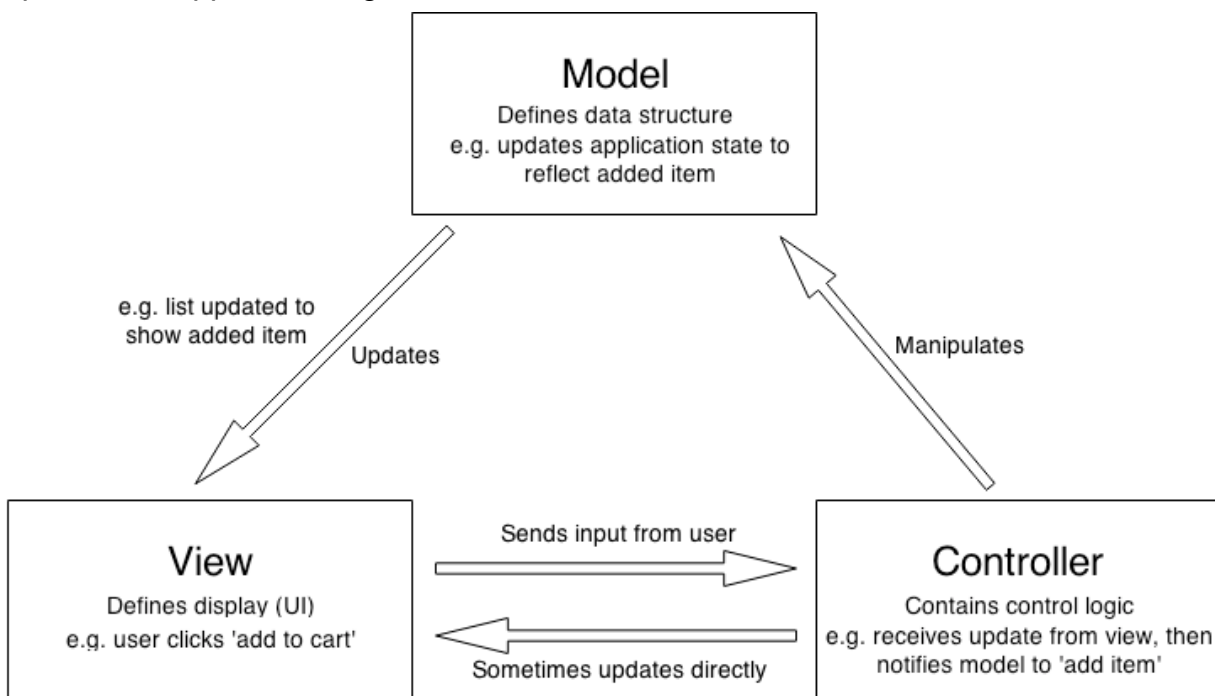 Model
Defines data structure
e.g. updates application state to
reflect added item
e.g. list updated to
show added item
Updates
Manipulates
View
Defines display (UI)
e.g. user clicks 'add to cart'
Sends input from user
Sometimes updates directly
Controller
Contains control logic
e.g. receives update from view, then
notifies model to 'add item'